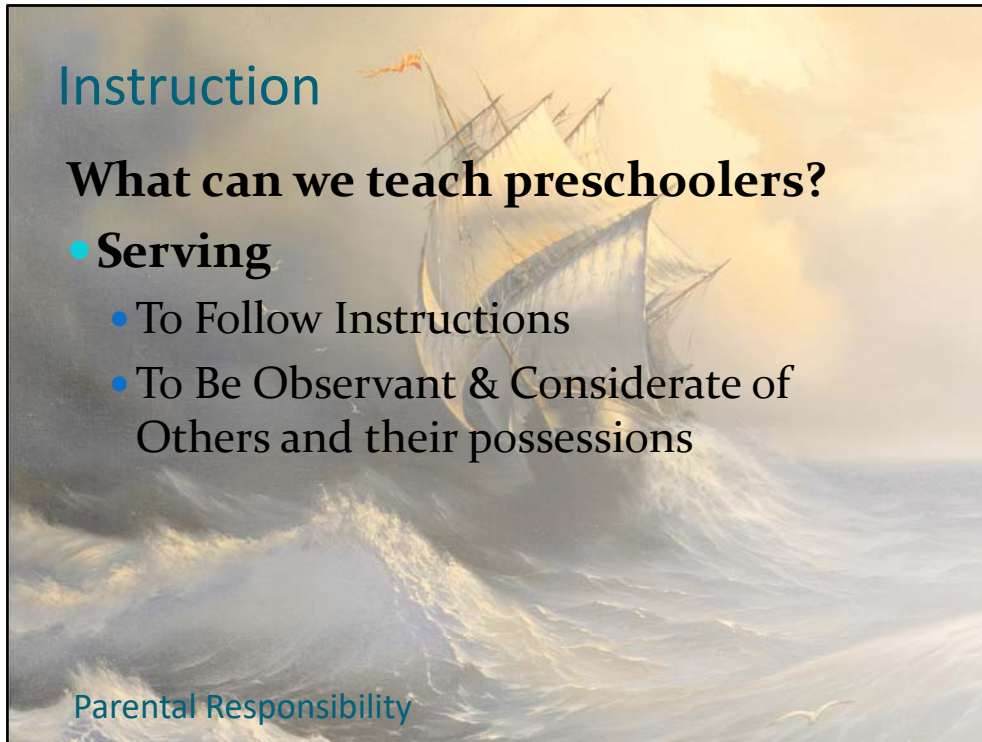 Instruction
What can we teach preschoolers?
• Serving
• To Follow Instructions
• To Be Observant & Considerate of
Others and their possessions
Parental Responsibility